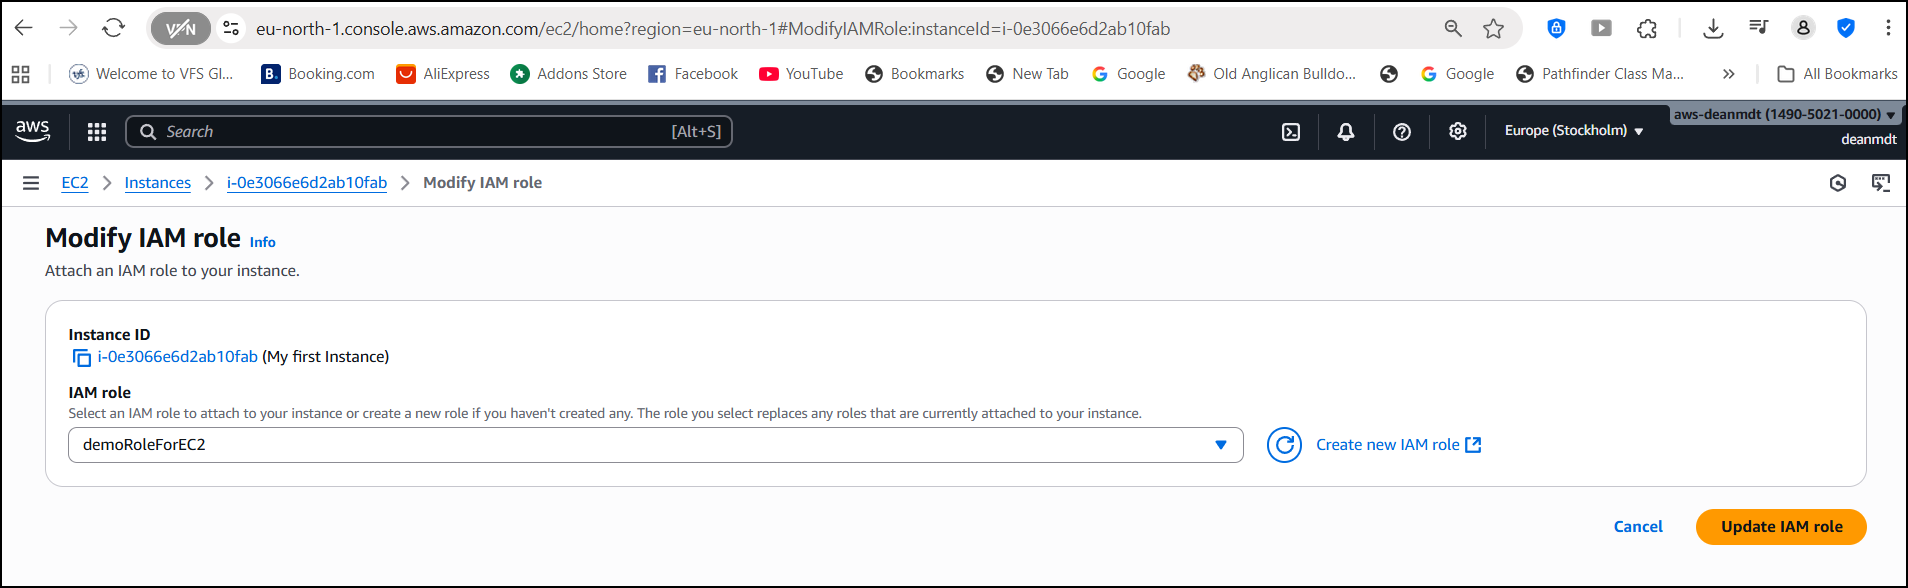 VPN eu-north-1.console.aws.amazon.com/ec2/home?region=eu-north-1#ModifyIAMRole:instanceId=i-0e3066e6d2ab10fab
Welcome to VFS Gl... Booking.com AliExpress Addons Store Facebook YouTube Bookmarks New Tab Google Old Anglican Bulldo... Google Pathfinder Class Ma... » All Bookmarks
aws Search [Alt+S] Europe (Stockholm) aws-deanmdt (1490-5021-0000)
deanmdt
EC2 > Instances > i-0e3066e6d2ab10fab > Modify IAM role
Modify IAM role Info
Attach an IAM role to your instance.
Instance ID
i-0e3066e6d2ab10fab (My first Instance)
IAM role
Select an IAM role to attach to your instance or create a new role if you haven't created any. The role you select replaces any roles that are currently attached to your instance.
demoRoleForEC2 Create new IAM role
Cancel Update IAM role